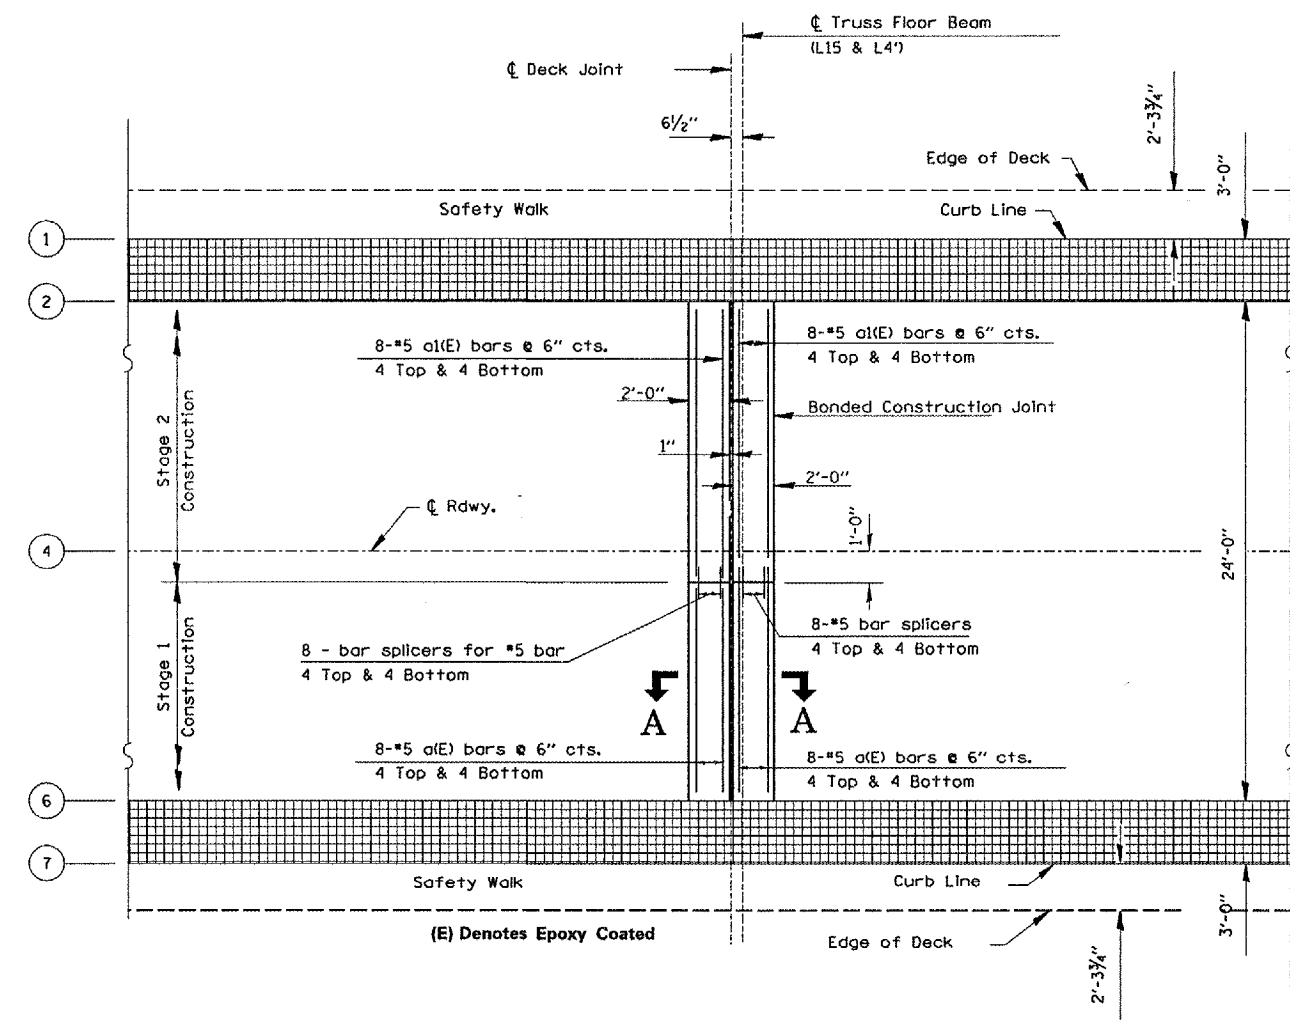 ℄ Truss Floor Beam
(L15 & L4')
℄ Deck Joint
6½"
2'-3¾"
3'-0"
Edge of Deck
Safety Walk
Curb Line
1
2
8-#5 a1(E) bars @ 6" cts.
4 Top & 4 Bottom
8-#5 a1(E) bars @ 6" cts.
4 Top & 4 Bottom
2'-0"
Bonded Construction Joint
Stage 2
Construction
1"
2'-0"
℄ Rdwy.
1'-0"
4
24'-0"
8-#5 bar splicers
4 Top & 4 Bottom
8 - bar splicers for #5 bar
4 Top & 4 Bottom
Stage 1
Construction
A
A
8-#5 a(E) bars @ 6" cts.
4 Top & 4 Bottom
8-#5 a(E) bars @ 6" cts.
4 Top & 4 Bottom
6
7
Safety Walk
Curb Line
(E) Denotes Epoxy Coated
Edge of Deck
3'-0"
2'-3¾"